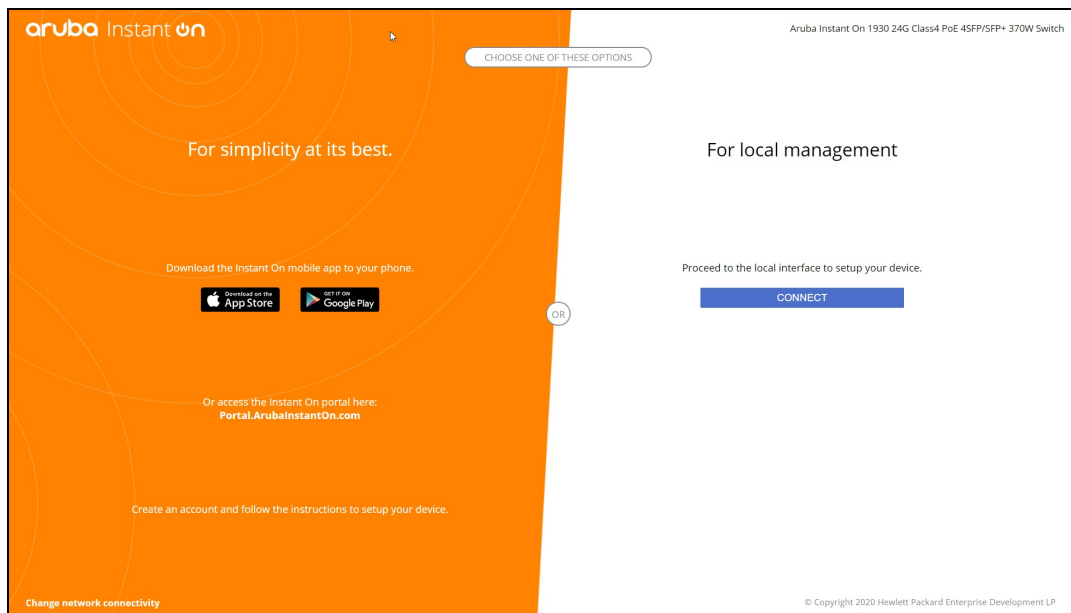 aruba Instant on
Aruba Instant On 1930 24G Class4 PoE 4SFP/SFP+ 370W Switch
CHOOSE ONE OF THESE OPTIONS
For simplicity at its best.
Download the Instant On mobile app to your phone.
Download on the
App Store
GET IT ON
Google Play
Or access the Instant On portal here:
Portal.ArubaInstantOn.com
Create an account and follow the instructions to setup your device.
Change network connectivity
OR
For local management
Proceed to the local interface to setup your device.
CONNECT
© Copyright 2020 Hewlett Packard Enterprise Development LP